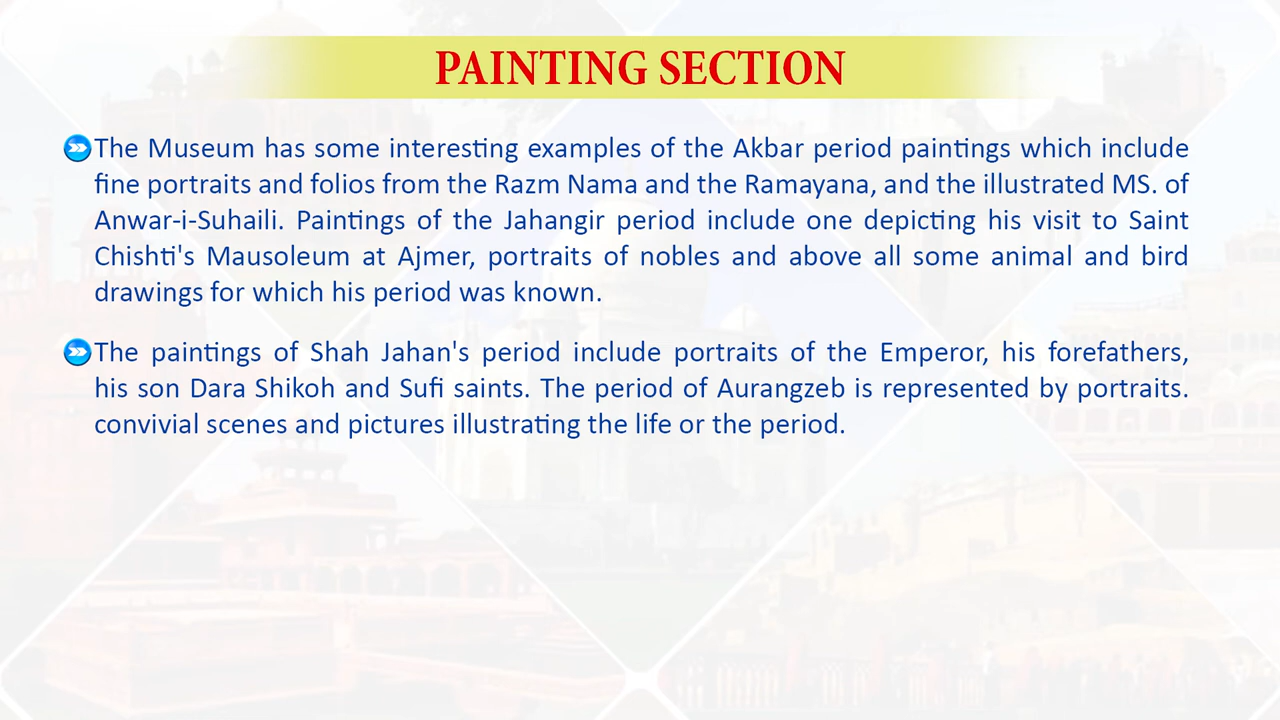 PAINTING SECTION
The Museum has some interesting examples of the Akbar period paintings which include
fine portraits and folios from the Razm Nama and the Ramayana, and the illustrated MS. of
Anwar-i-Suhaili. Paintings of the Jahangir period include one depicting his visit to Saint
Chishti's Mausoleum at Ajmer, portraits of nobles and above all some animal and bird
drawings for which his period was known.
The paintings of Shah Jahan's period include portraits of the Emperor, his forefathers,
his son Dara Shikoh and Sufi saints. The period of Aurangzeb is represented by portraits.
convivial scenes and pictures illustrating the life or the period.